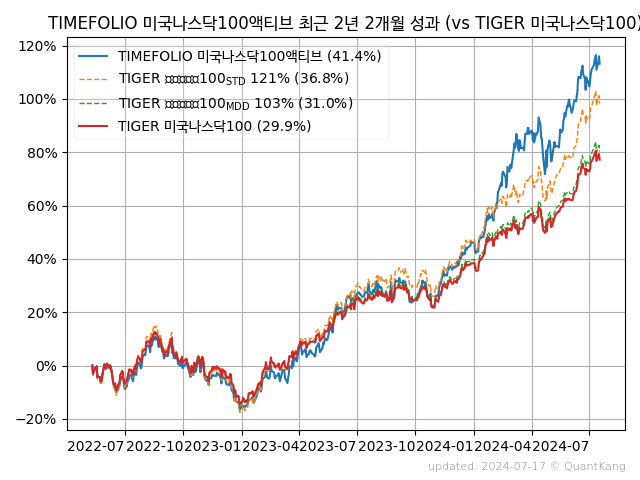 TIMEFOLIO 미국나스닥100액티브 최근 2년 2개월 성과 (vs TIGER 미국나스닥100)
TIMEFOLIO 미국나스닥100액티브 (41.4%)
TIGER □□□□□□100STD 121% (36.8%)
TIGER □□□□□□100MDD 103% (31.0%)
TIGER 미국나스닥100 (29.9%)
120%
100%
80%
60%
40%
20%
0%
−20%
2022-07 2022-10 2023-01 2023-04 2023-07 2023-10 2024-01 2024-04 2024-07
updated: 2024-07-17 © QuantKang